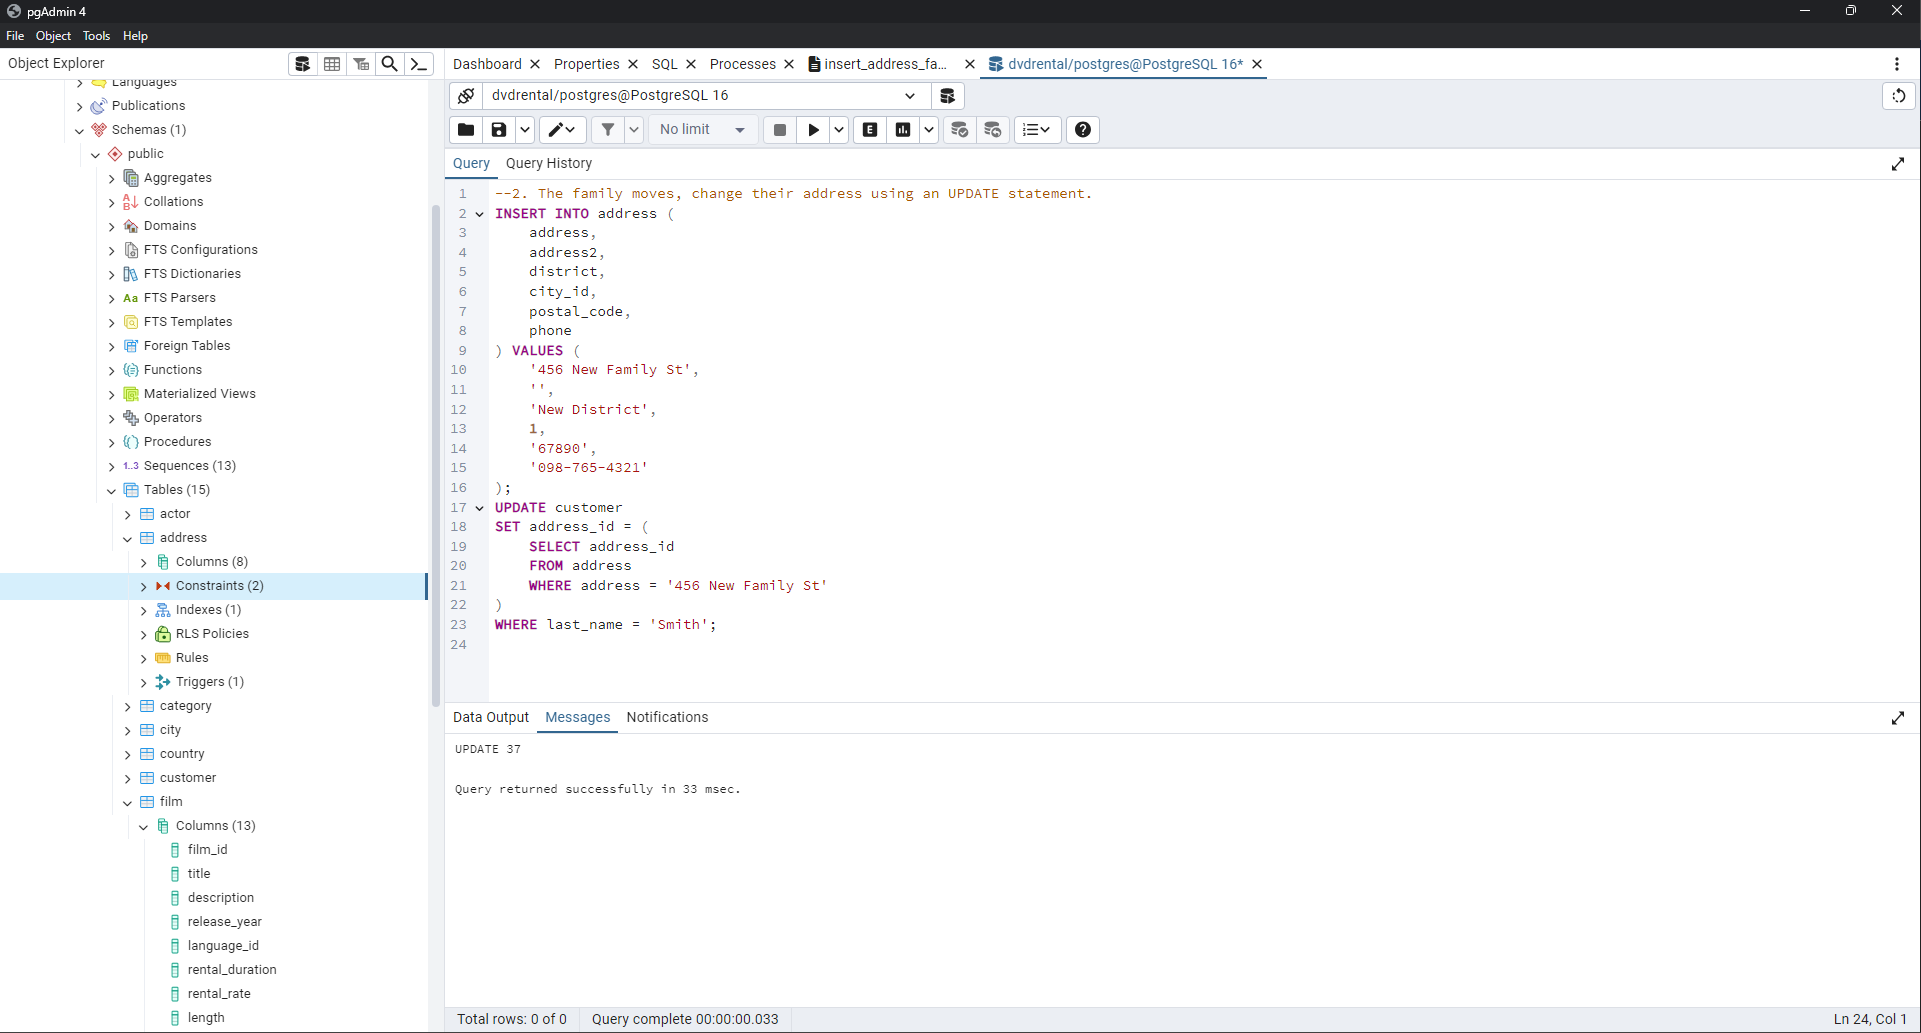 pgAdmin 4
File Object Tools Help
Object Explorer
Languages
Publications
Schemas (1)
public
Aggregates
Collations
Domains
FTS Configurations
FTS Dictionaries
Aa FTS Parsers
FTS Templates
Foreign Tables
Functions
Materialized Views
Operators
Procedures
1..3 Sequences (13)
Tables (15)
actor
address
Columns (8)
Constraints (2)
Indexes (1)
RLS Policies
Rules
Triggers (1)
category
city
country
customer
film
Columns (13)
film_id
title
description
release_year
language_id
rental_duration
rental_rate
length
Dashboard Properties SQL Processes insert_address_fa... dvdrental/postgres@PostgreSQL 16*
dvdrental/postgres@PostgreSQL 16
No limit E
Query Query History
1 --2. The family moves, change their address using an UPDATE statement.
2 INSERT INTO address (
3 address,
4 address2,
5 district,
6 city_id,
7 postal_code,
8 phone
9 ) VALUES (
10 '456 New Family St',
11 '',
12 'New District',
13 1,
14 '67890',
15 '098-765-4321'
16 );
17 UPDATE customer
18 SET address_id = (
19 SELECT address_id
20 FROM address
21 WHERE address = '456 New Family St'
22 )
23 WHERE last_name = 'Smith';
24
Data Output Messages Notifications
UPDATE 37
Query returned successfully in 33 msec.
Total rows: 0 of 0 Query complete 00:00:00.033 Ln 24, Col 1